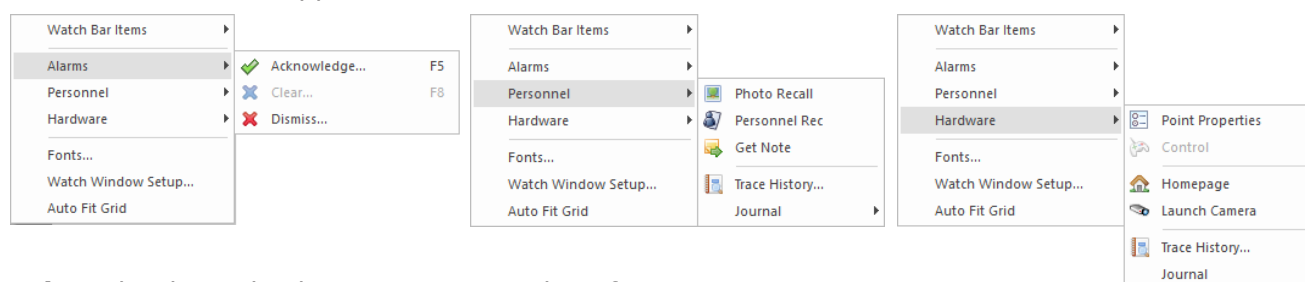 Watch Bar Items
Alarms
Personnel
Hardware
Fonts...
Watch Window Setup...
Auto Fit Grid
Acknowledge... F5
Clear... F8
Dismiss...
Watch Bar Items
Alarms
Personnel
Hardware
Fonts...
Watch Window Setup...
Auto Fit Grid
Photo Recall
Personnel Rec
Get Note
Trace History...
Journal
Watch Bar Items
Alarms
Personnel
Hardware
Fonts...
Watch Window Setup...
Auto Fit Grid
Point Properties
Control
Homepage
Launch Camera
Trace History...
Journal